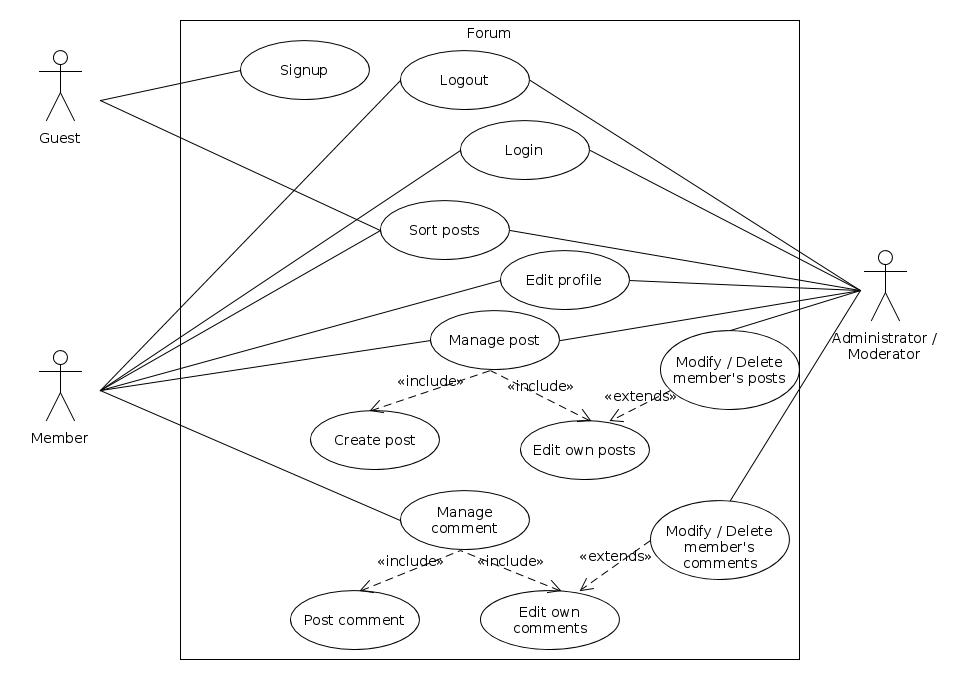 Forum
Signup
Logout
Guest
Login
Sort posts
Edit profile
Administrator /
Moderator
Manage post
Modify / Delete
member's posts
«include»
«include»
«extends»
Member
Create post
Edit own posts
Manage
comment
Modify / Delete
member's
comments
«include»
«include»
«extends»
Post comment
Edit own
comments